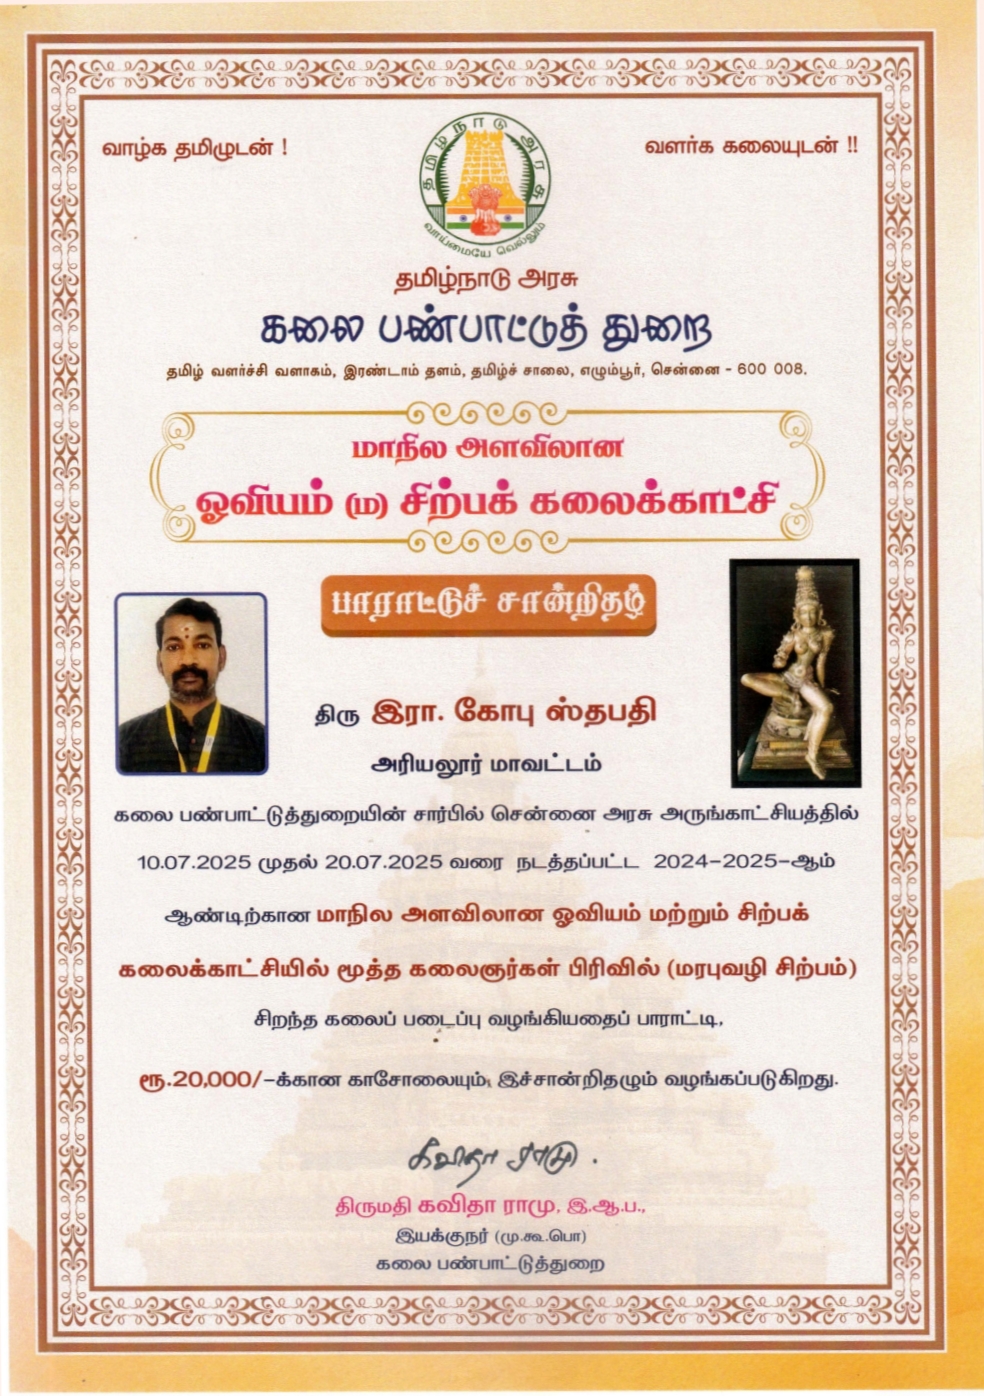 வாழ்க தமிழுடன் !
வளர்க கலையுடன் !!
தமிழ்நாடு அரசு
வாய்மையே வெல்லும்
தமிழ்நாடு அரசு
கலை பண்பாட்டுத் துறை
தமிழ் வளர்ச்சி வளாகம், இரண்டாம் தளம், தமிழ்ச் சாலை, எழும்பூர், சென்னை - 600 008.
மாநில அளவிலான
ஓவியம் (ம) சிற்பக் கலைக்காட்சி
பாராட்டுச் சான்றிதழ்
திரு இரா. கோபு ஸ்தபதி
அரியலூர் மாவட்டம்
கலை பண்பாட்டுத்துறையின் சார்பில் சென்னை அரசு அருங்காட்சியத்தில்
10.07.2025 முதல் 20.07.2025 வரை நடத்தப்பட்ட 2024-2025-ஆம்
ஆண்டிற்கான மாநில அளவிலான ஓவியம் மற்றும் சிற்பக்
கலைக்காட்சியில் மூத்த கலைஞர்கள் பிரிவில் (மரபுவழி சிற்பம்)
சிறந்த கலைப் படைப்பு வழங்கியதைப் பாராட்டி,
ரூ.20,000/-க்கான காசோலையும், இச்சான்றிதழும் வழங்கப்படுகிறது.
கவிதா ராமு .
திருமதி கவிதா ராமு, இ.ஆ.ப.,
இயக்குநர் (மு.கூ.பொ)
கலை பண்பாட்டுத்துறை